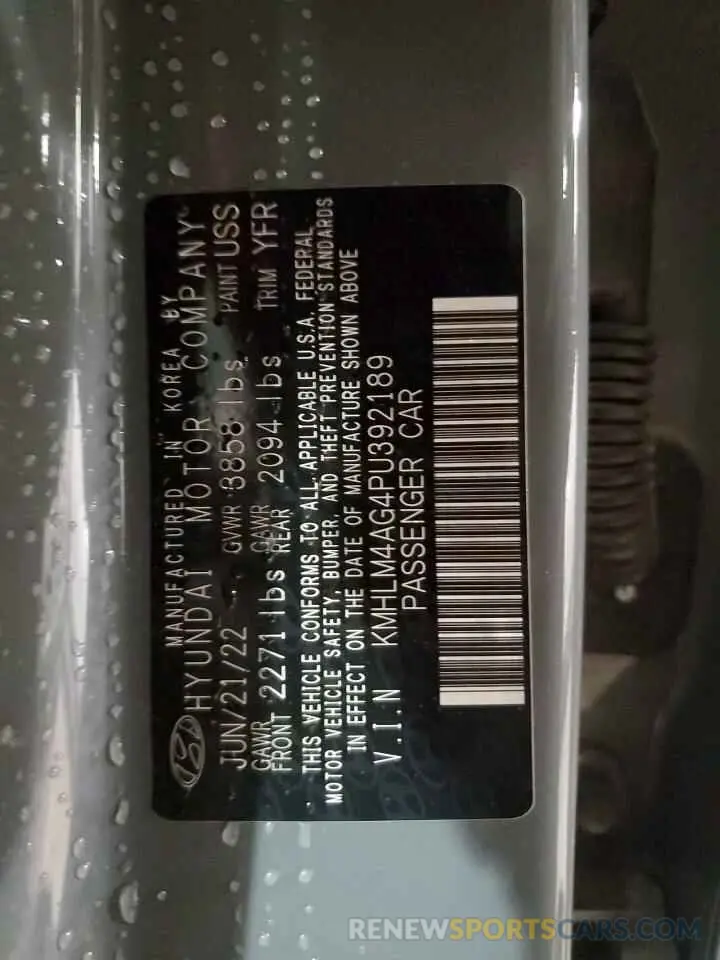 MANUFACTURED IN KOREA BY
HYUNDAI MOTOR COMPANY
JUN/21/22 GVWR 3858 lbs PAINT USS
GAWR FRONT 2271 lbs GAWR REAR 2094 lbs TRIM YFR
THIS VEHICLE CONFORMS TO ALL APPLICABLE U.S.A. FEDERAL
MOTOR VEHICLE SAFETY, BUMPER, AND THEFT PREVENTION STANDARDS
IN EFFECT ON THE DATE OF MANUFACTURE SHOWN ABOVE
V.I.N KMHLM4AG4PU392189
PASSENGER CAR
RENEWSPORTSCARS.COM